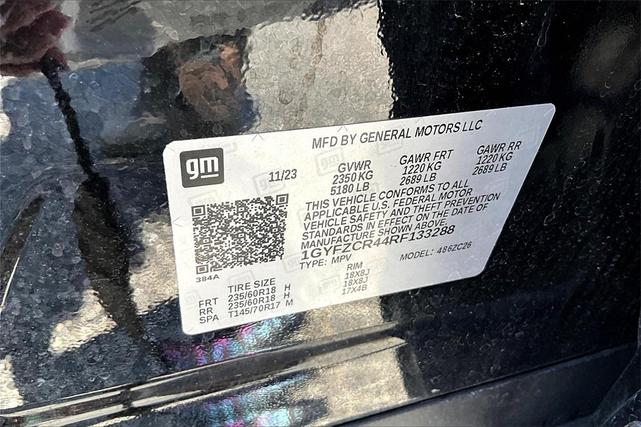 MFD BY GENERAL MOTORS LLC
gm
11/23
GVWR GAWR FRT GAWR RR
2350 KG 1220 KG 1220 KG
5180 LB 2689 LB 2689 LB
THIS VEHICLE CONFORMS TO ALL
APPLICABLE U.S. FEDERAL MOTOR
VEHICLE SAFETY AND THEFT PREVENTION
STANDARDS IN EFFECT ON THE DATE OF
MANUFACTURE SHOWN ABOVE.
1GYFZCR44RF133288
TYPE: MPV MODEL: 486ZC26
384A
TIRE SIZE RIM
FRT 235/60R18 H 18X8J
RR 235/60R18 H 18X8J
SPA T145/70R17 M 17X4B